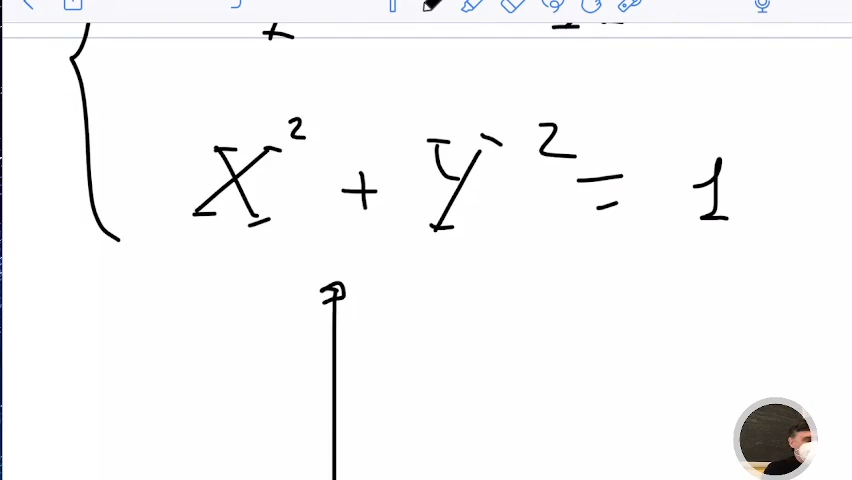 X² + Y² = 1